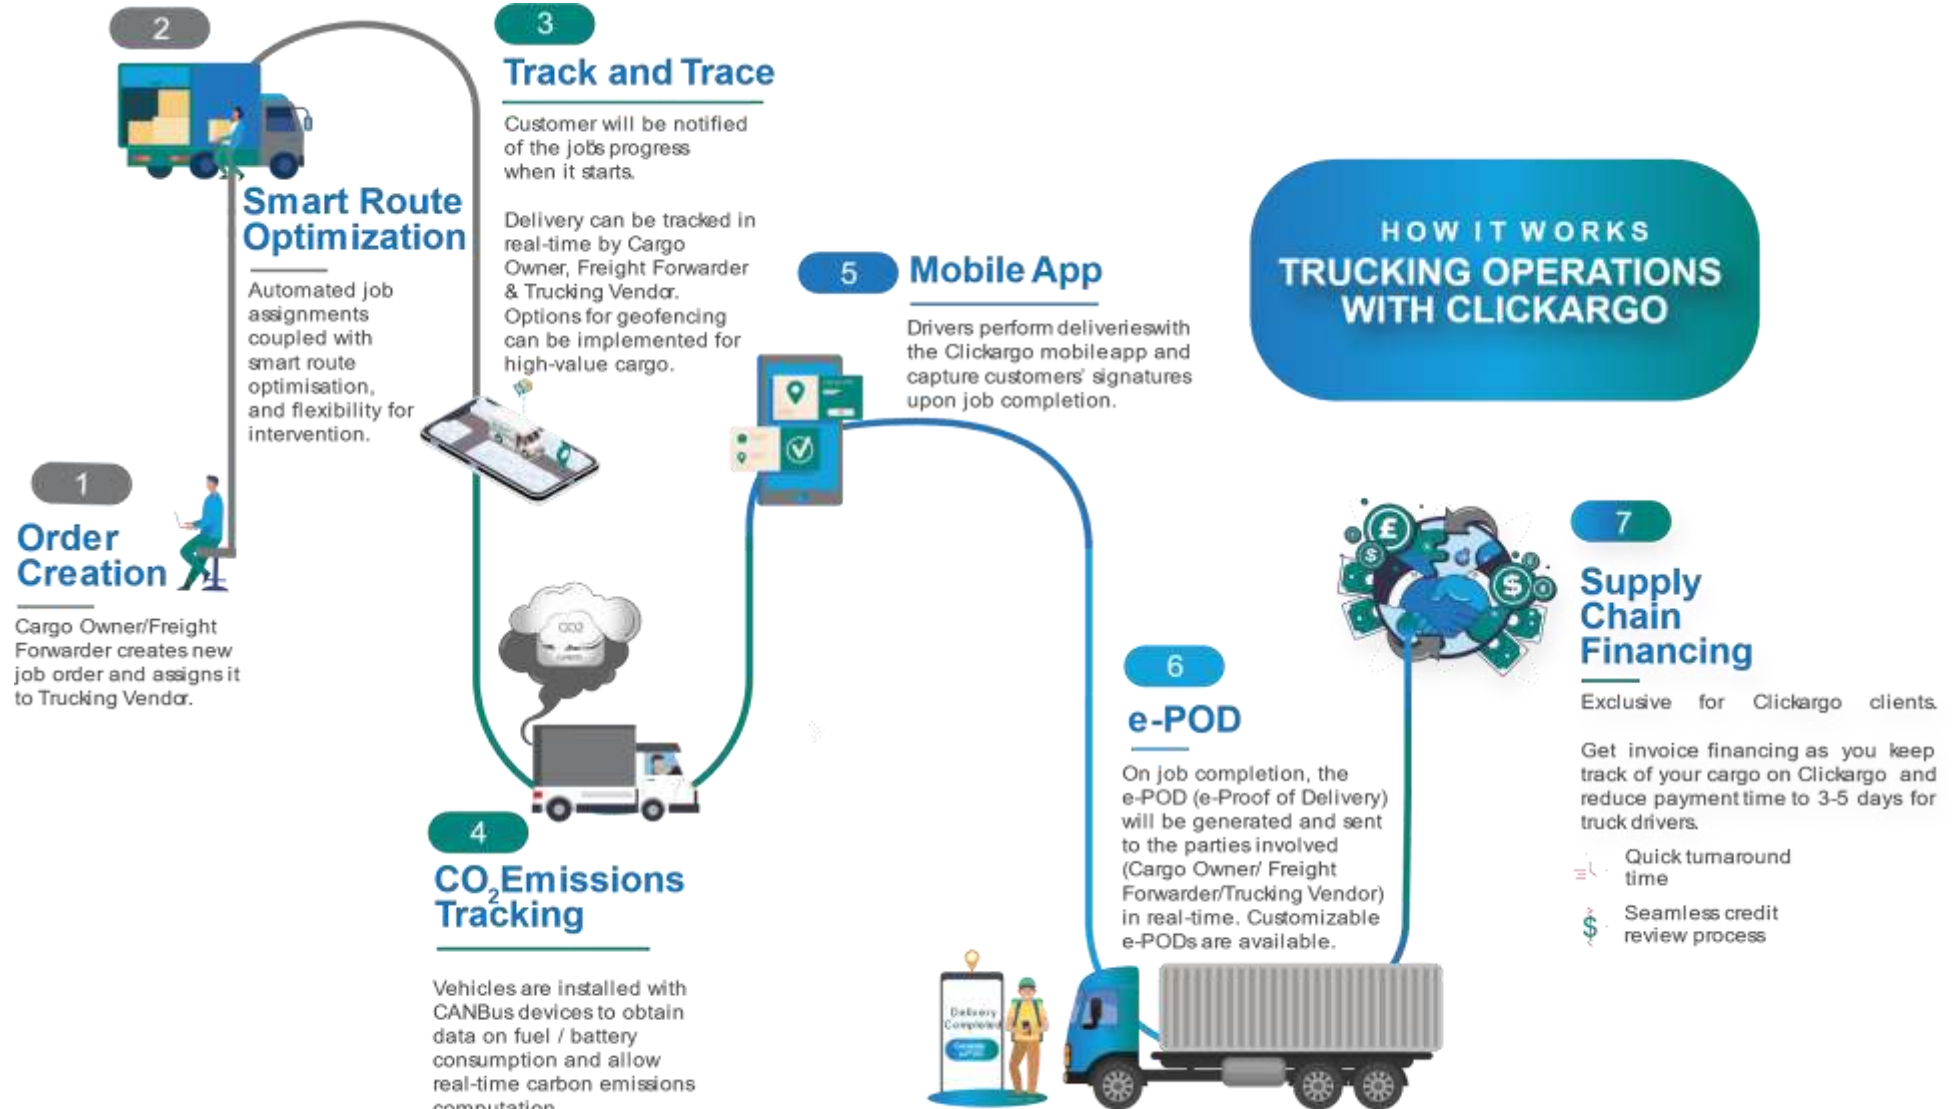 HOW IT WORKS
TRUCKING OPERATIONS
WITH CLICKARGO
1
Order
Creation
Cargo Owner/Freight
Forwarder creates new
job order and assigns it
to Trucking Vendor.
2
Smart Route
Optimization
Automated job
assignments
coupled with
smart route
optimisation,
and flexibility for
intervention.
3
Track and Trace
Customer will be notified
of the jobs progress
when it starts.
Delivery can be tracked in
real-time by Cargo
Owner, Freight Forwarder
& Trucking Vendor.
Options for geofencing
can be implemented for
high-value cargo.
CO2
4
CO2 Emissions
Tracking
Vehicles are installed with
CANBus devices to obtain
data on fuel / battery
consumption and allow
real-time carbon emissions
computation
5
Mobile App
Drivers perform deliveries with
the Clickargo mobile app and
capture customers' signatures
upon job completion.
6
e-POD
On job completion, the
e-POD (e-Proof of Delivery)
will be generated and sent
to the parties involved
(Cargo Owner/ Freight
Forwarder/Trucking Vendor)
in real-time. Customizable
e-PODs are available.
Delivery
Completed
£
$
$
7
Supply
Chain
Financing
Exclusive for Clickargo clients.
Get invoice financing as you keep
track of your cargo on Clickargo and
reduce payment time to 3-5 days for
truck drivers.
Quick turnaround
time
$
Seamless credit
review process